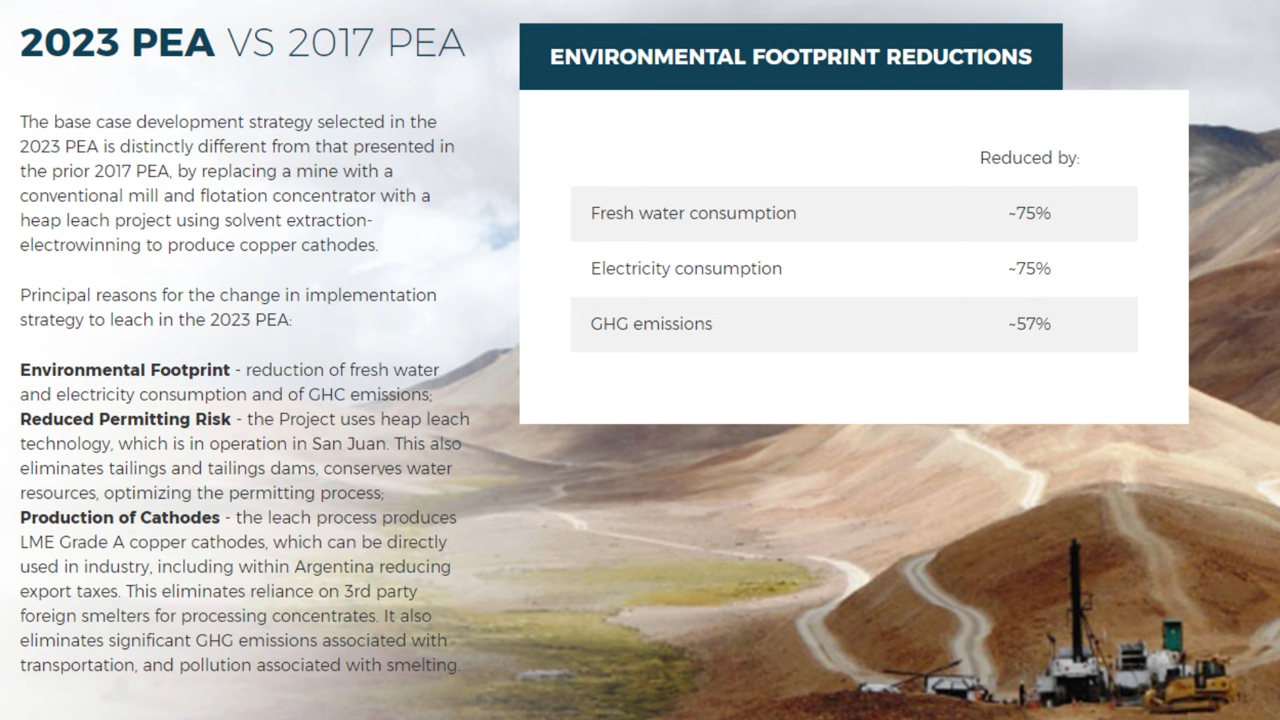 2023 PEA VS 2017 PEA
The base case development strategy selected in the
2023 PEA is distinctly different from that presented in
the prior 2017 PEA, by replacing a mine with a
conventional mill and flotation concentrator with a
heap leach project using solvent extraction-
electrowinning to produce copper cathodes.
Principal reasons for the change in implementation
strategy to leach in the 2023 PEA:
Environmental Footprint - reduction of fresh water
and electricity consumption and of GHC emissions;
Reduced Permitting Risk - the Project uses heap leach
technology, which is in operation in San Juan. This also
eliminates tailings and tailings dams, conserves water
resources, optimizing the permitting process;
Production of Cathodes - the leach process produces
LME Grade A copper cathodes, which can be directly
used in industry, including within Argentina reducing
export taxes. This eliminates reliance on 3rd party
foreign smelters for processing concentrates. It also
eliminates significant GHG emissions associated with
transportation, and pollution associated with smelting.
ENVIRONMENTAL FOOTPRINT REDUCTIONS
Reduced by:
Fresh water consumption ~75%
Electricity consumption ~75%
GHG emissions ~57%